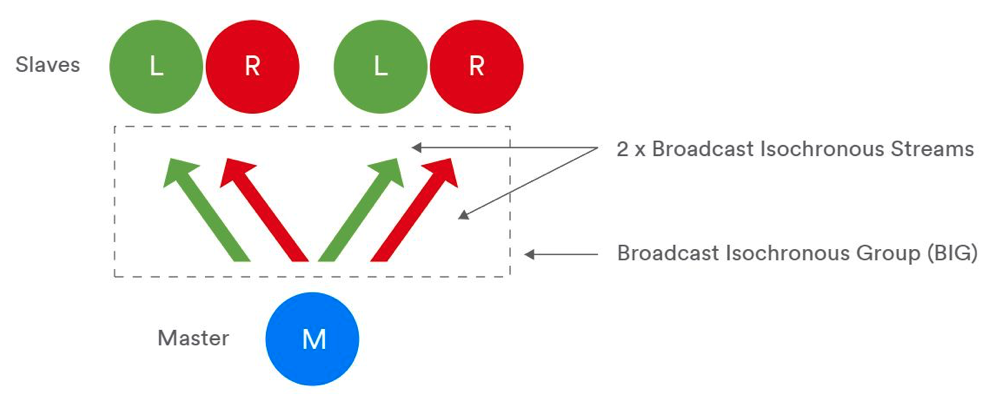 Slaves
L
R
L
R
2 x Broadcast Isochronous Streams
Broadcast Isochronous Group (BIG)
Master
M